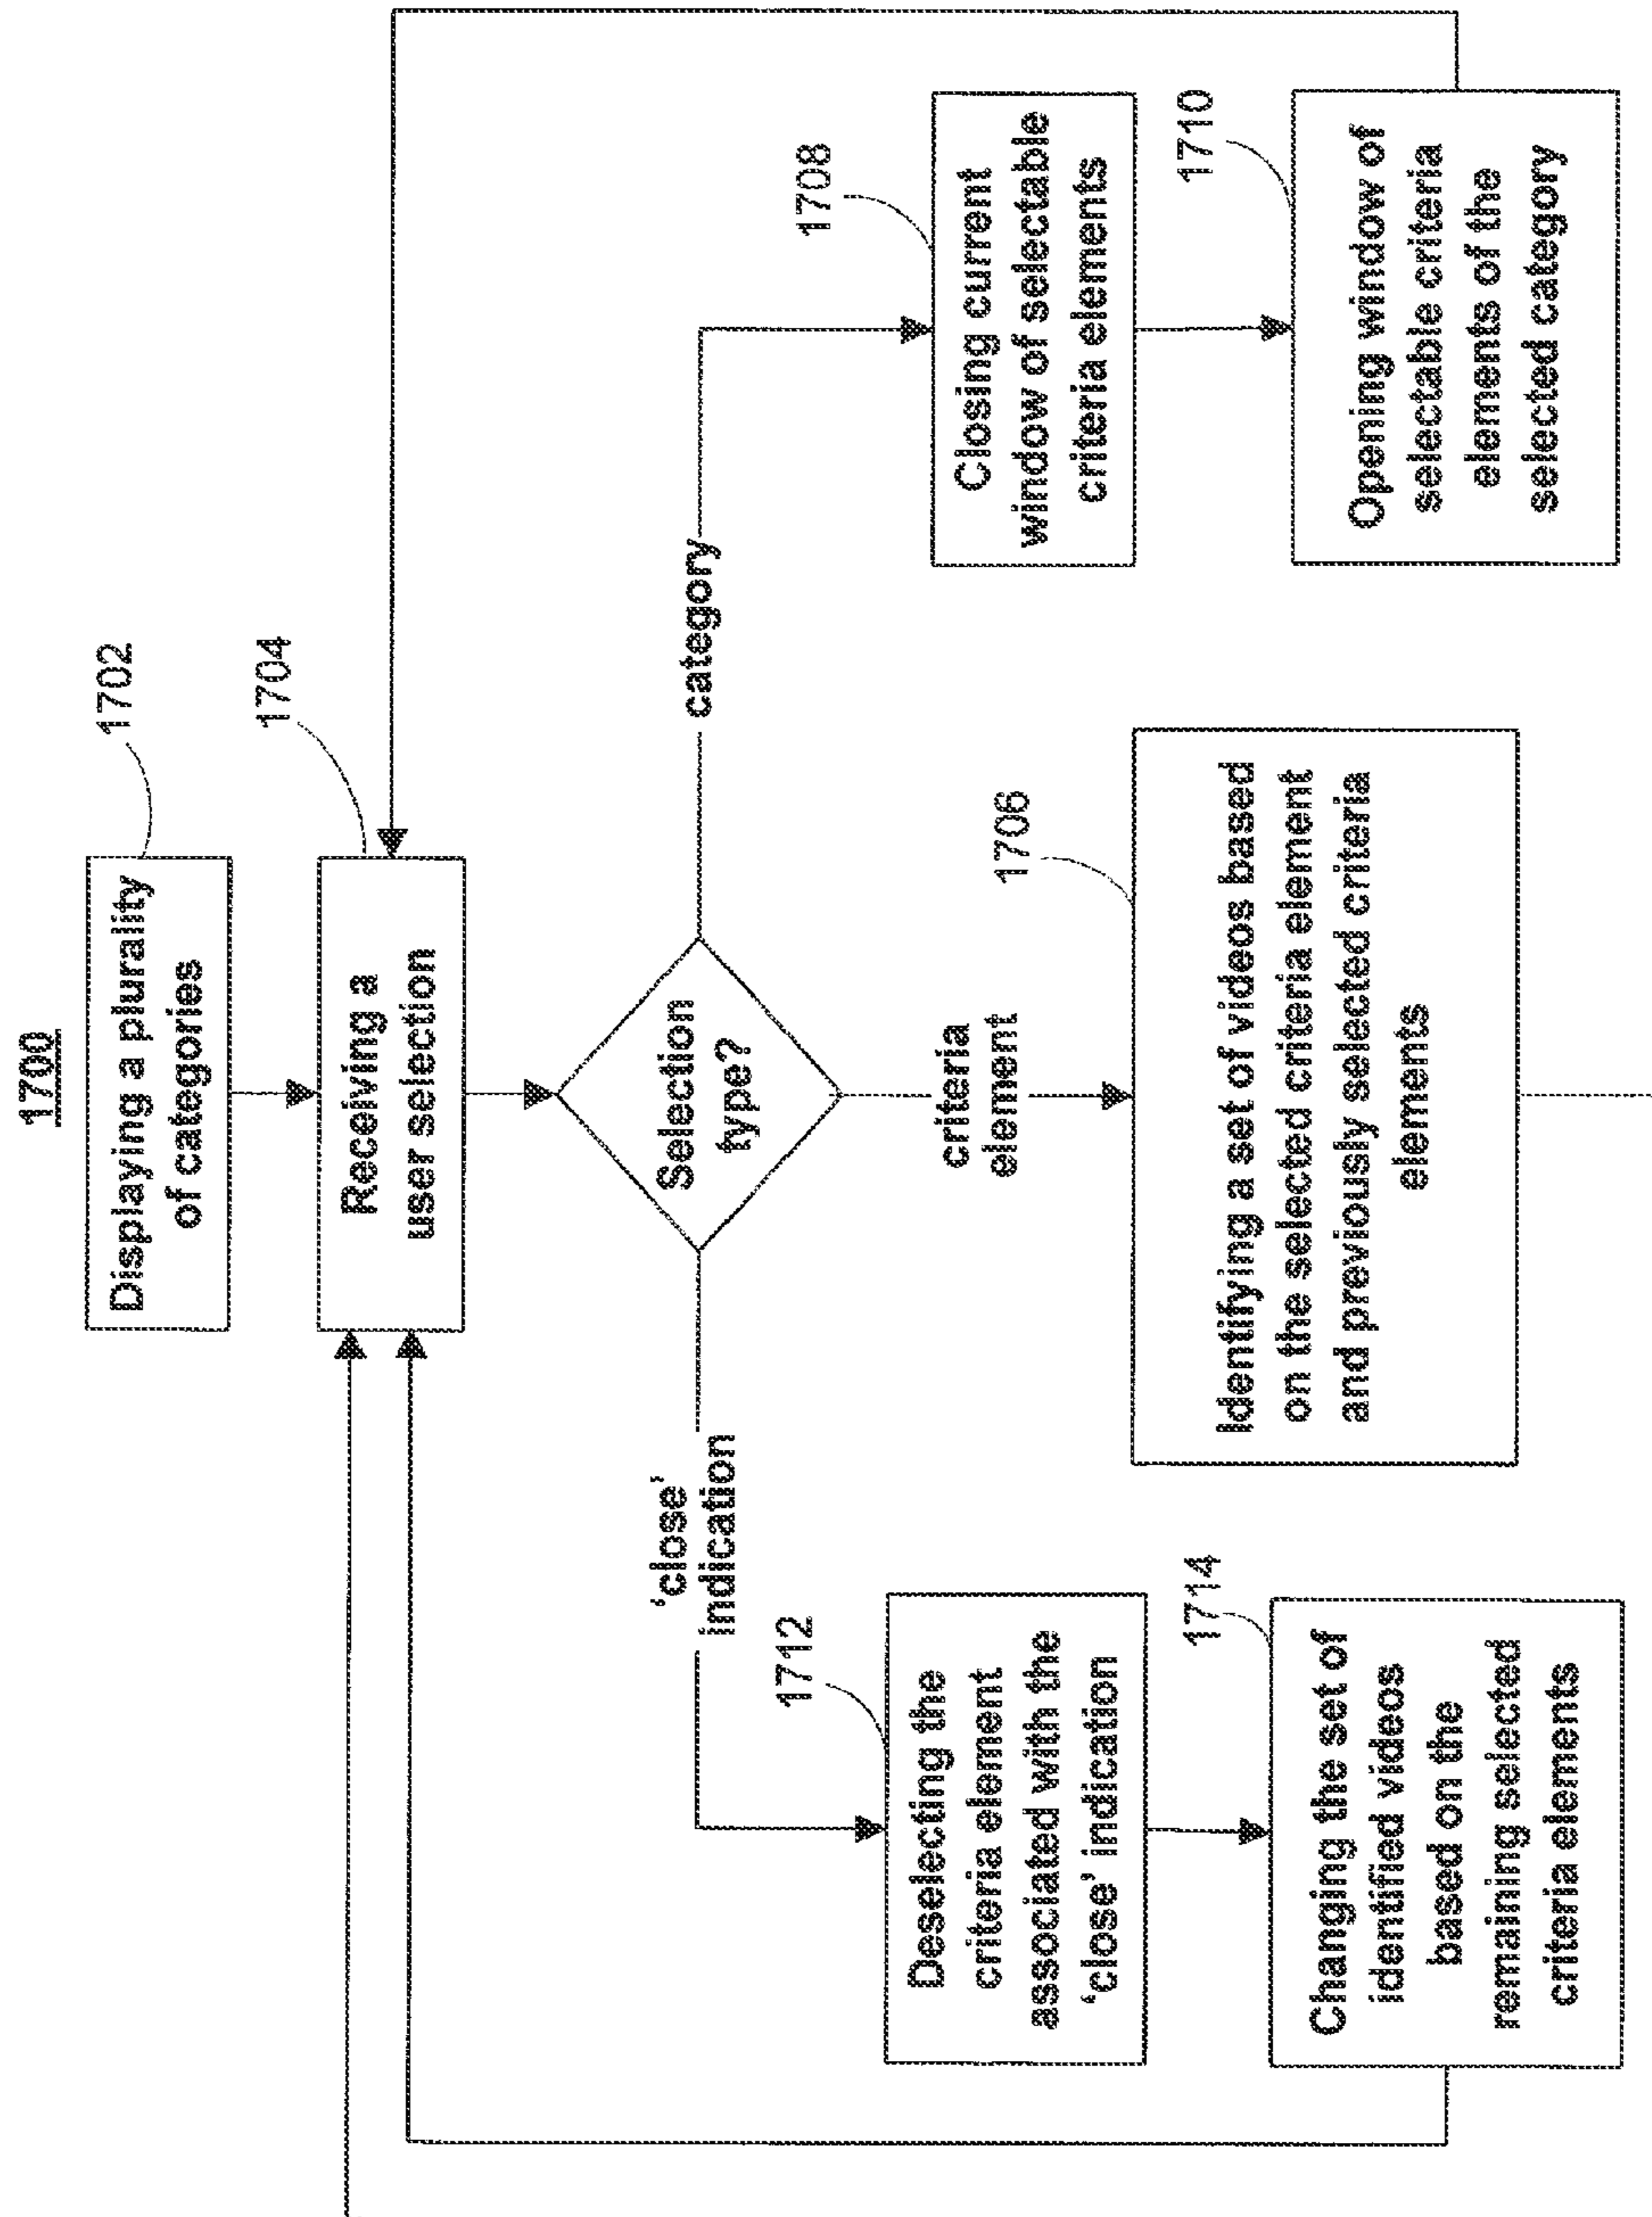 1700
Displaying a plurality
of categories
1702
Receiving a
user selection
1704
Selection
type?
'close'
indication
criteria
element
category
Deselecting the
criteria element
associated with the
'close' indication
1712
Changing the set of
identified videos
based on the
remaining selected
criteria elements
1714
Identifying a set of videos based
on the selected criteria element
and previously selected criteria
elements
1706
Closing current
window of selectable
criteria elements
1708
Opening window of
selectable criteria
elements of the
selected category
1710